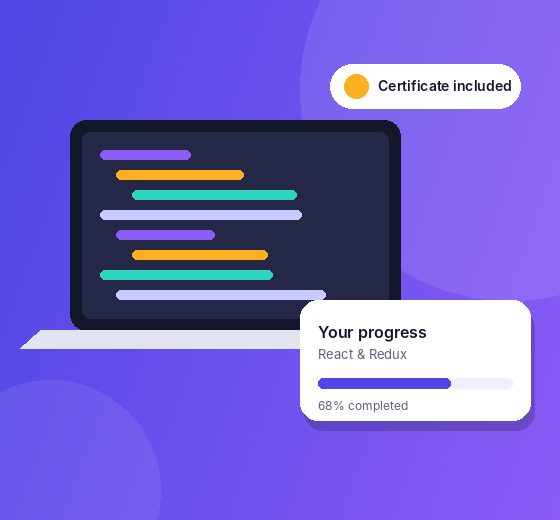 Certificate included
Your progress
React & Redux
68% completed